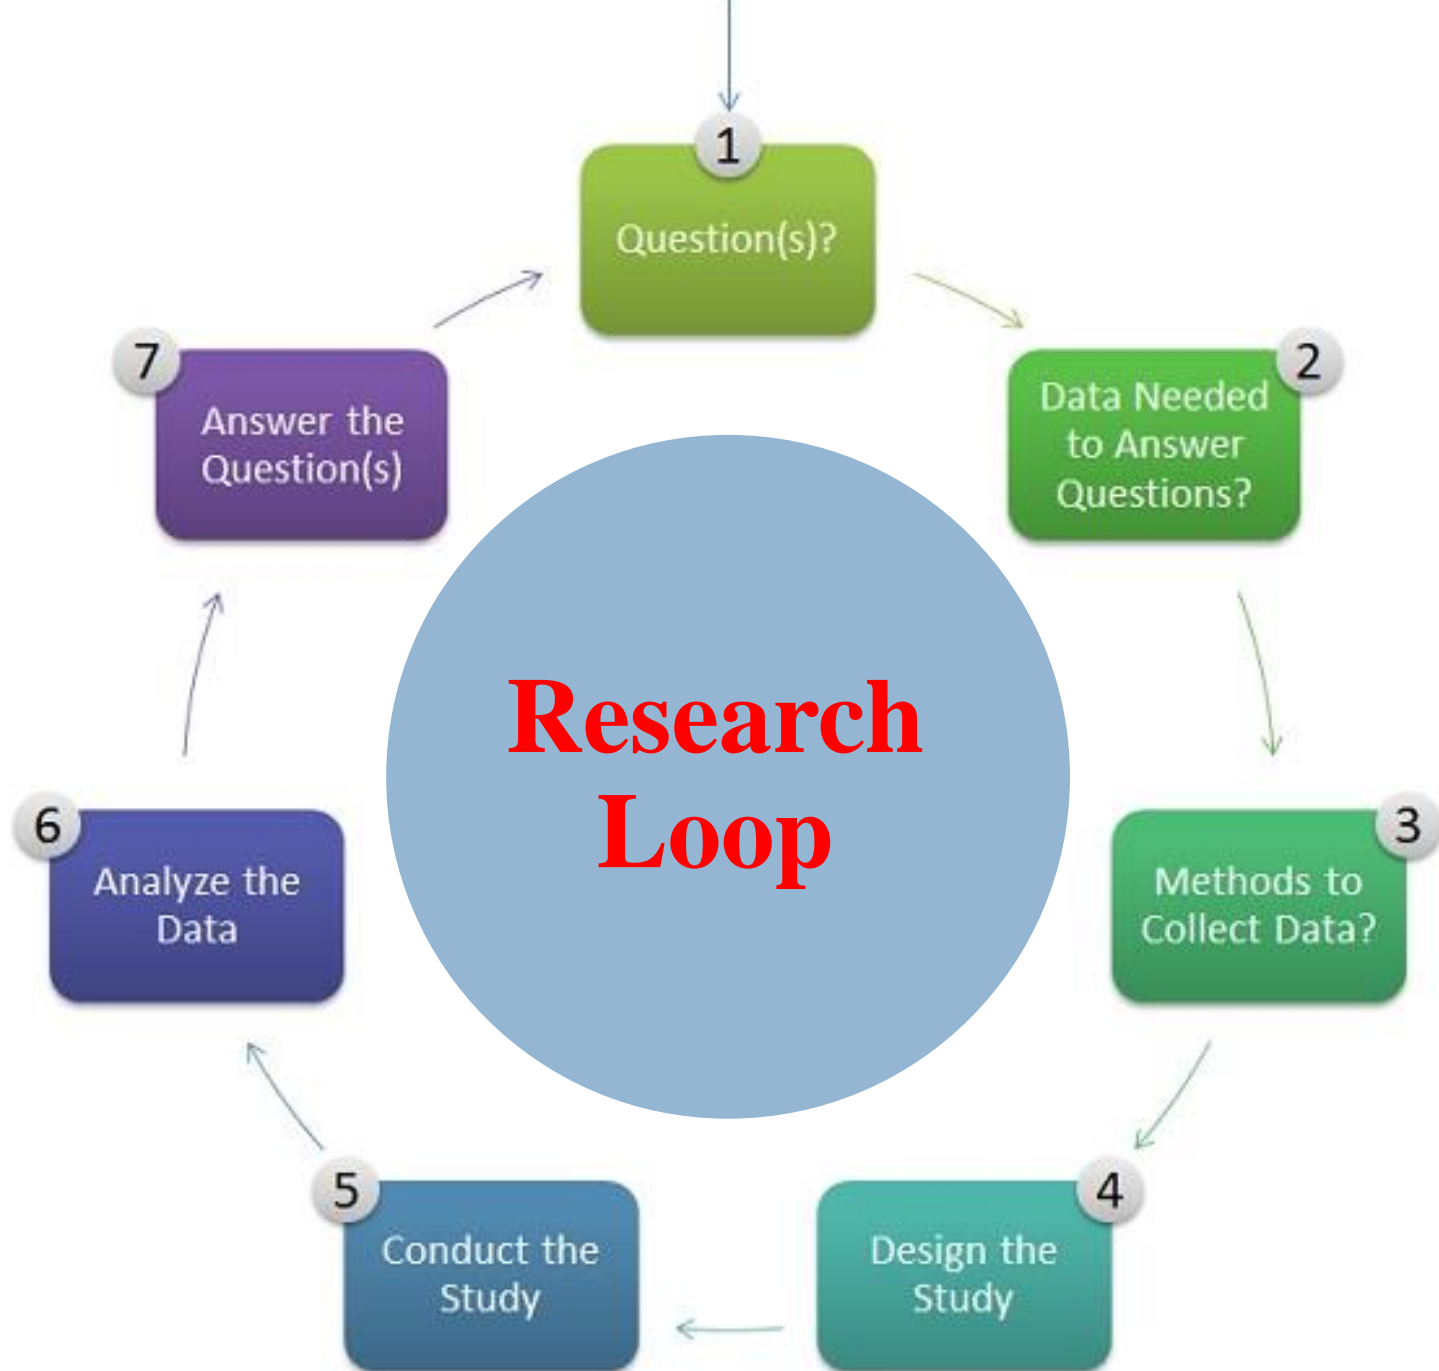 1
Question(s)?
2
Data Needed
to Answer
Questions?
3
Methods to
Collect Data?
4
Design the
Study
5
Conduct the
Study
6
Analyze the
Data
7
Answer the
Question(s)
Research
Loop